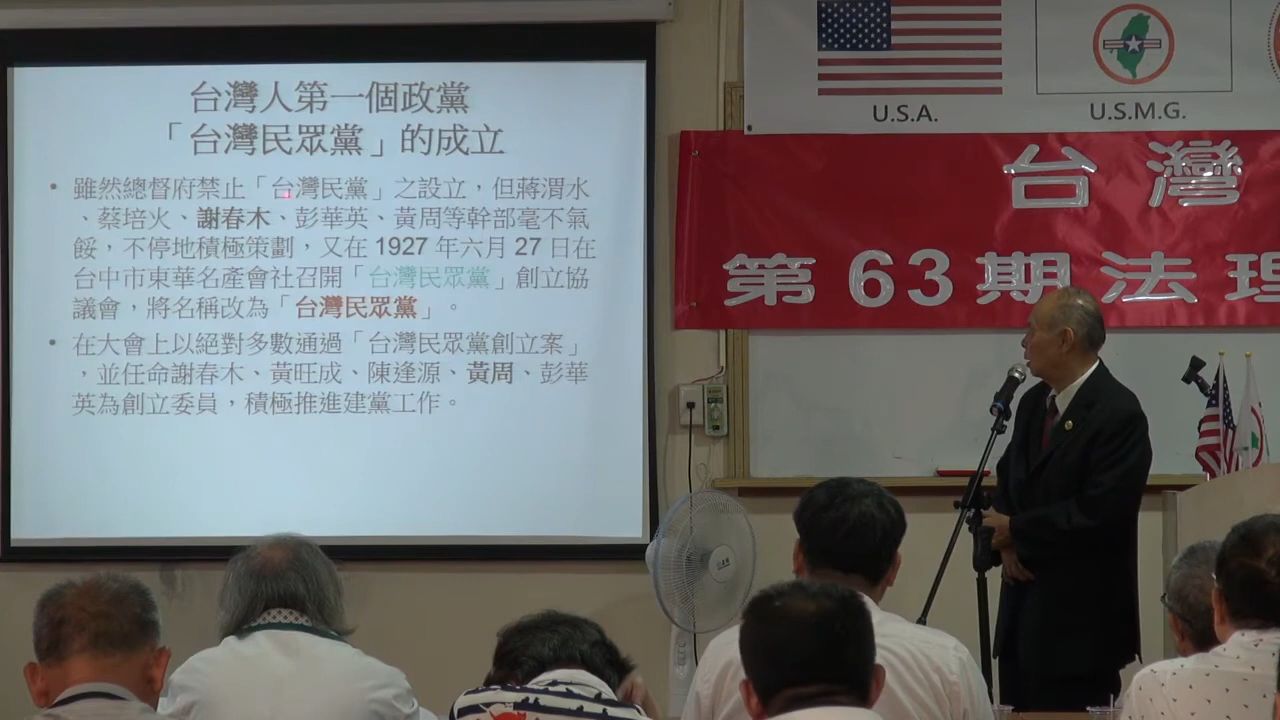 台灣人第一個政黨
「台灣民眾黨」的成立
• 雖然總督府禁止「台灣民黨」之設立，但蔣渭水
、蔡培火、謝春木、彭華英、黃周等幹部毫不氣
餒，不停地積極策劃，又在 1927 年六月 27 日在
台中市東華名產會社召開「台灣民眾黨」創立協
議會，將名稱改為「台灣民眾黨」。
• 在大會上以絕對多數通過「台灣民眾黨創立案」
，並任命謝春木、黃旺成、陳逢源、黃周、彭華
英為創立委員，積極推進建黨工作。
U.S.A.
U.S.M.G.
台灣
第63期法理